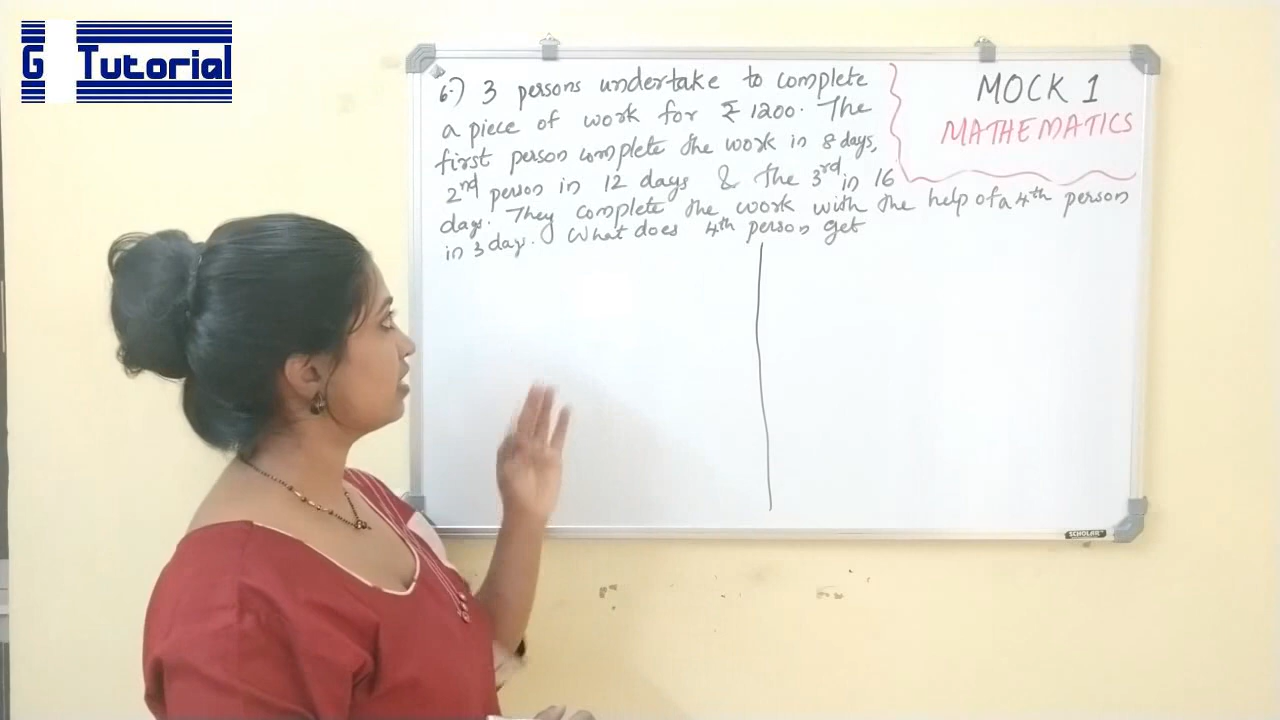 G Tutorial
6.) 3 persons undertake to complete
a piece of work for ₹ 1200. The
first person complete the work in 8 days,
2nd person in 12 days & the 3rd in 16
days. They complete the work with the help of a 4th person
in 3 days. What does 4th person get
MOCK 1
MATHEMATICS
SCHOLAR